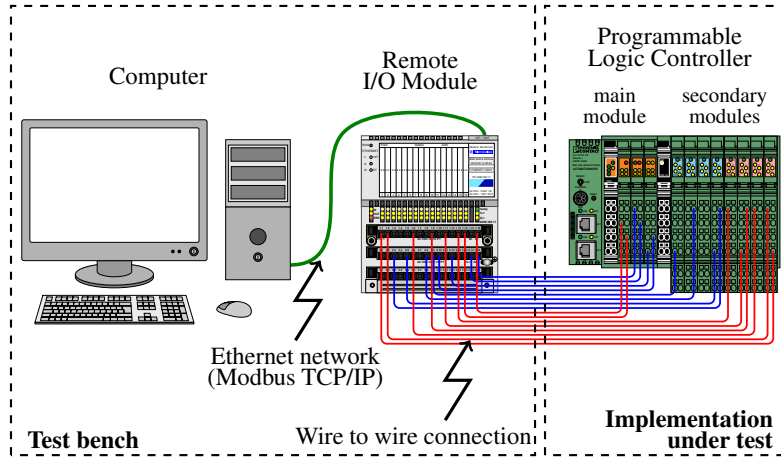 Computer
Remote
I/O Module
Programmable
Logic Controller
main
module
secondary
modules
Ethernet network
(Modbus TCP/IP)
Wire to wire connection
Test bench
Implementation
under test